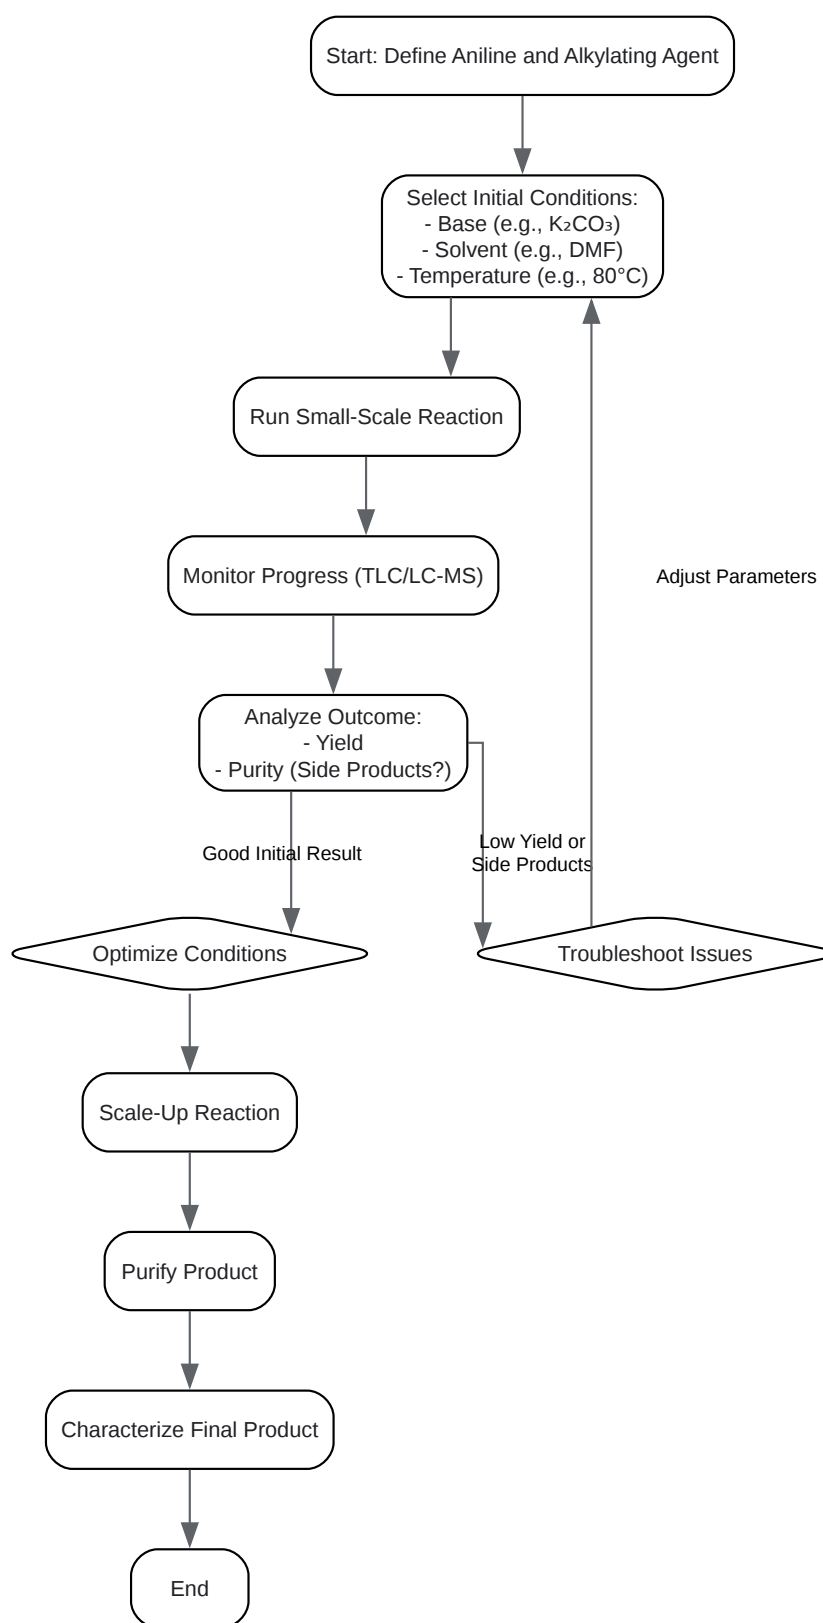 Start: Define Aniline and Alkylating Agent
Select Initial Conditions:
- Base (e.g., K₂CO₃)
- Solvent (e.g., DMF)
- Temperature (e.g., 80°C)
Run Small-Scale Reaction
Monitor Progress (TLC/LC-MS)
Adjust Parameters
Analyze Outcome:
- Yield
- Purity (Side Products?)
Good Initial Result
Low Yield or
Side Products
Optimize Conditions
Troubleshoot Issues
Scale-Up Reaction
Purify Product
Characterize Final Product
End